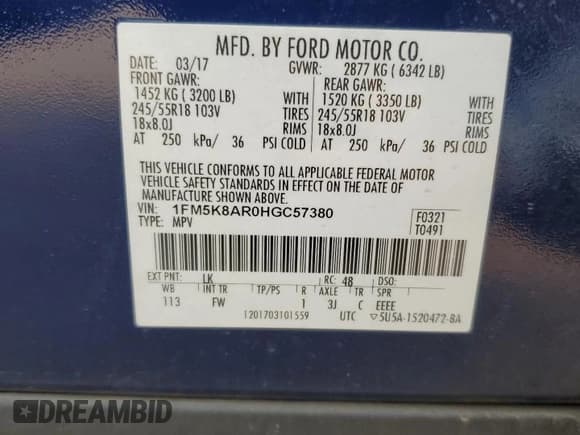 MFD. BY FORD MOTOR CO.
DATE: 03/17 GVWR: 2877 KG ( 6342 LB)
FRONT GAWR: REAR GAWR:
1452 KG ( 3200 LB) WITH 1520 KG ( 3350 LB) WITH
245/55R18 103V TIRES 245/55R18 103V TIRES
18x8.0J RIMS 18x8.0J RIMS
AT 250 kPa/ 36 PSI COLD AT 250 kPa/ 36 PSI COLD
THIS VEHICLE CONFORMS TO ALL APPLICABLE FEDERAL MOTOR
VEHICLE SAFETY STANDARDS IN EFFECT ON THE DATE OF
MANUFACTURE SHOWN ABOVE.
VIN: 1FM5K8AR0HGC57380 F0321
TYPE: MPV T0491
EXT PNT: LK RC: 48 DSO:
WB INT TR TP/PS R AXLE TR SPR
113 FW 1 3J C EEEE
1201703101559 UTC ▽5U5A-1520472-BA
DREAMBID